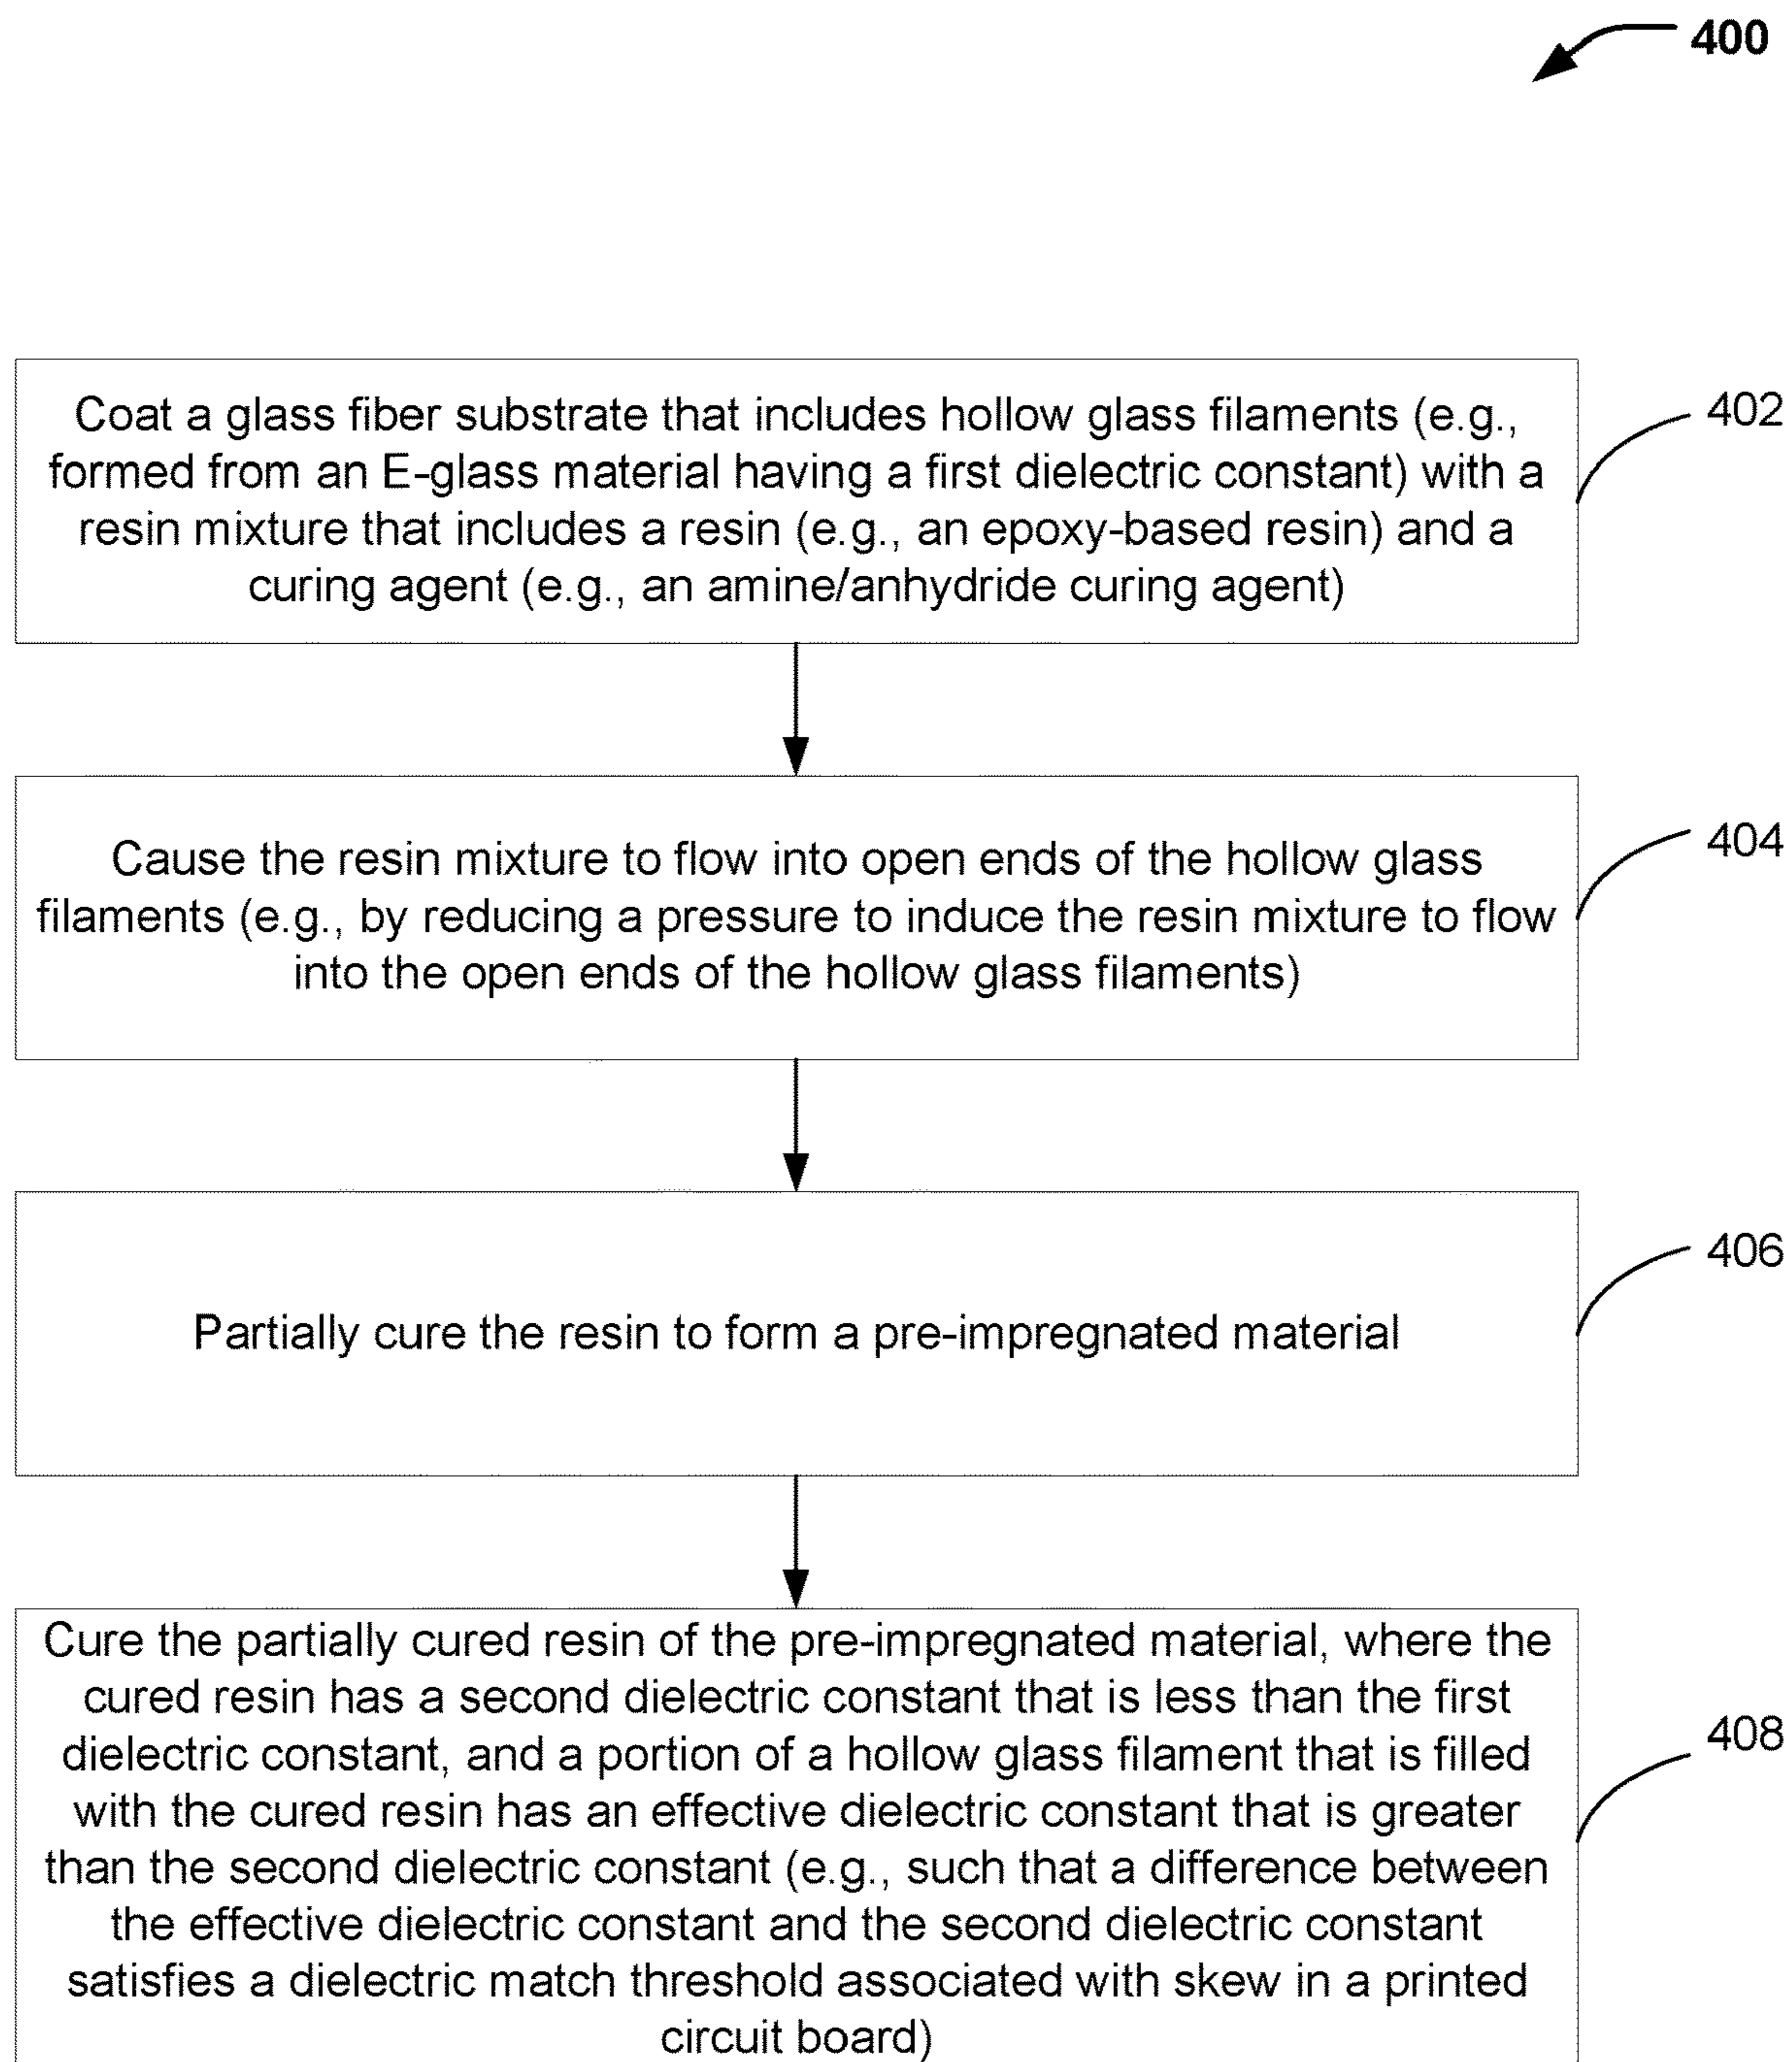 400
Coat a glass fiber substrate that includes hollow glass filaments (e.g.,
formed from an E-glass material having a first dielectric constant) with a
resin mixture that includes a resin (e.g., an epoxy-based resin) and a
curing agent (e.g., an amine/anhydride curing agent)
402
Cause the resin mixture to flow into open ends of the hollow glass
filaments (e.g., by reducing a pressure to induce the resin mixture to flow
into the open ends of the hollow glass filaments)
404
Partially cure the resin to form a pre-impregnated material
406
Cure the partially cured resin of the pre-impregnated material, where the
cured resin has a second dielectric constant that is less than the first
dielectric constant, and a portion of a hollow glass filament that is filled
with the cured resin has an effective dielectric constant that is greater
than the second dielectric constant (e.g., such that a difference between
the effective dielectric constant and the second dielectric constant
satisfies a dielectric match threshold associated with skew in a printed
circuit board)
408